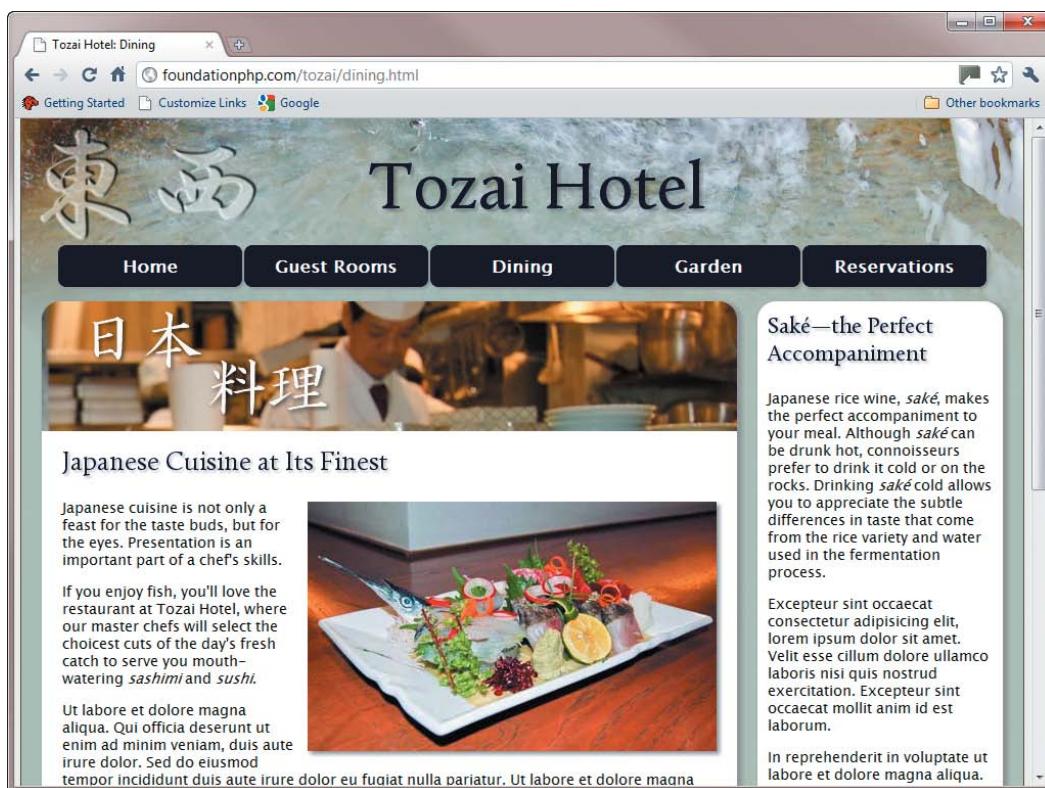 Tozai Hotel: Dining
foundationphp.com/tozai/dining.html
Getting Started Customize Links Google Other bookmarks
東西
Tozai Hotel
Home Guest Rooms Dining Garden Reservations
日本
料理
Japanese Cuisine at Its Finest
Japanese cuisine is not only a
feast for the taste buds, but for
the eyes. Presentation is an
important part of a chef's skills.
If you enjoy fish, you'll love the
restaurant at Tozai Hotel, where
our master chefs will select the
choicest cuts of the day's fresh
catch to serve you mouth-
watering sashimi and sushi.
Ut labore et dolore magna
aliqua. Qui officia deserunt ut
enim ad minim veniam, duis aute
irure dolor. Sed do eiusmod
tempor incididunt duis aute irure dolor eu fugiat nulla pariatur. Ut labore et dolore magna
Saké—the Perfect
Accompaniment
Japanese rice wine, saké, makes
the perfect accompaniment to
your meal. Although saké can
be drunk hot, connoisseurs
prefer to drink it cold or on the
rocks. Drinking saké cold allows
you to appreciate the subtle
differences in taste that come
from the rice variety and water
used in the fermentation
process.
Excepteur sint occaecat
consectetur adipisicing elit,
lorem ipsum dolor sit amet.
Velit esse cillum dolore ullamco
laboris nisi quis nostrud
exercitation. Excepteur sint
occaecat mollit anim id est
laborum.
In reprehenderit in voluptate ut
labore et dolore magna aliqua.